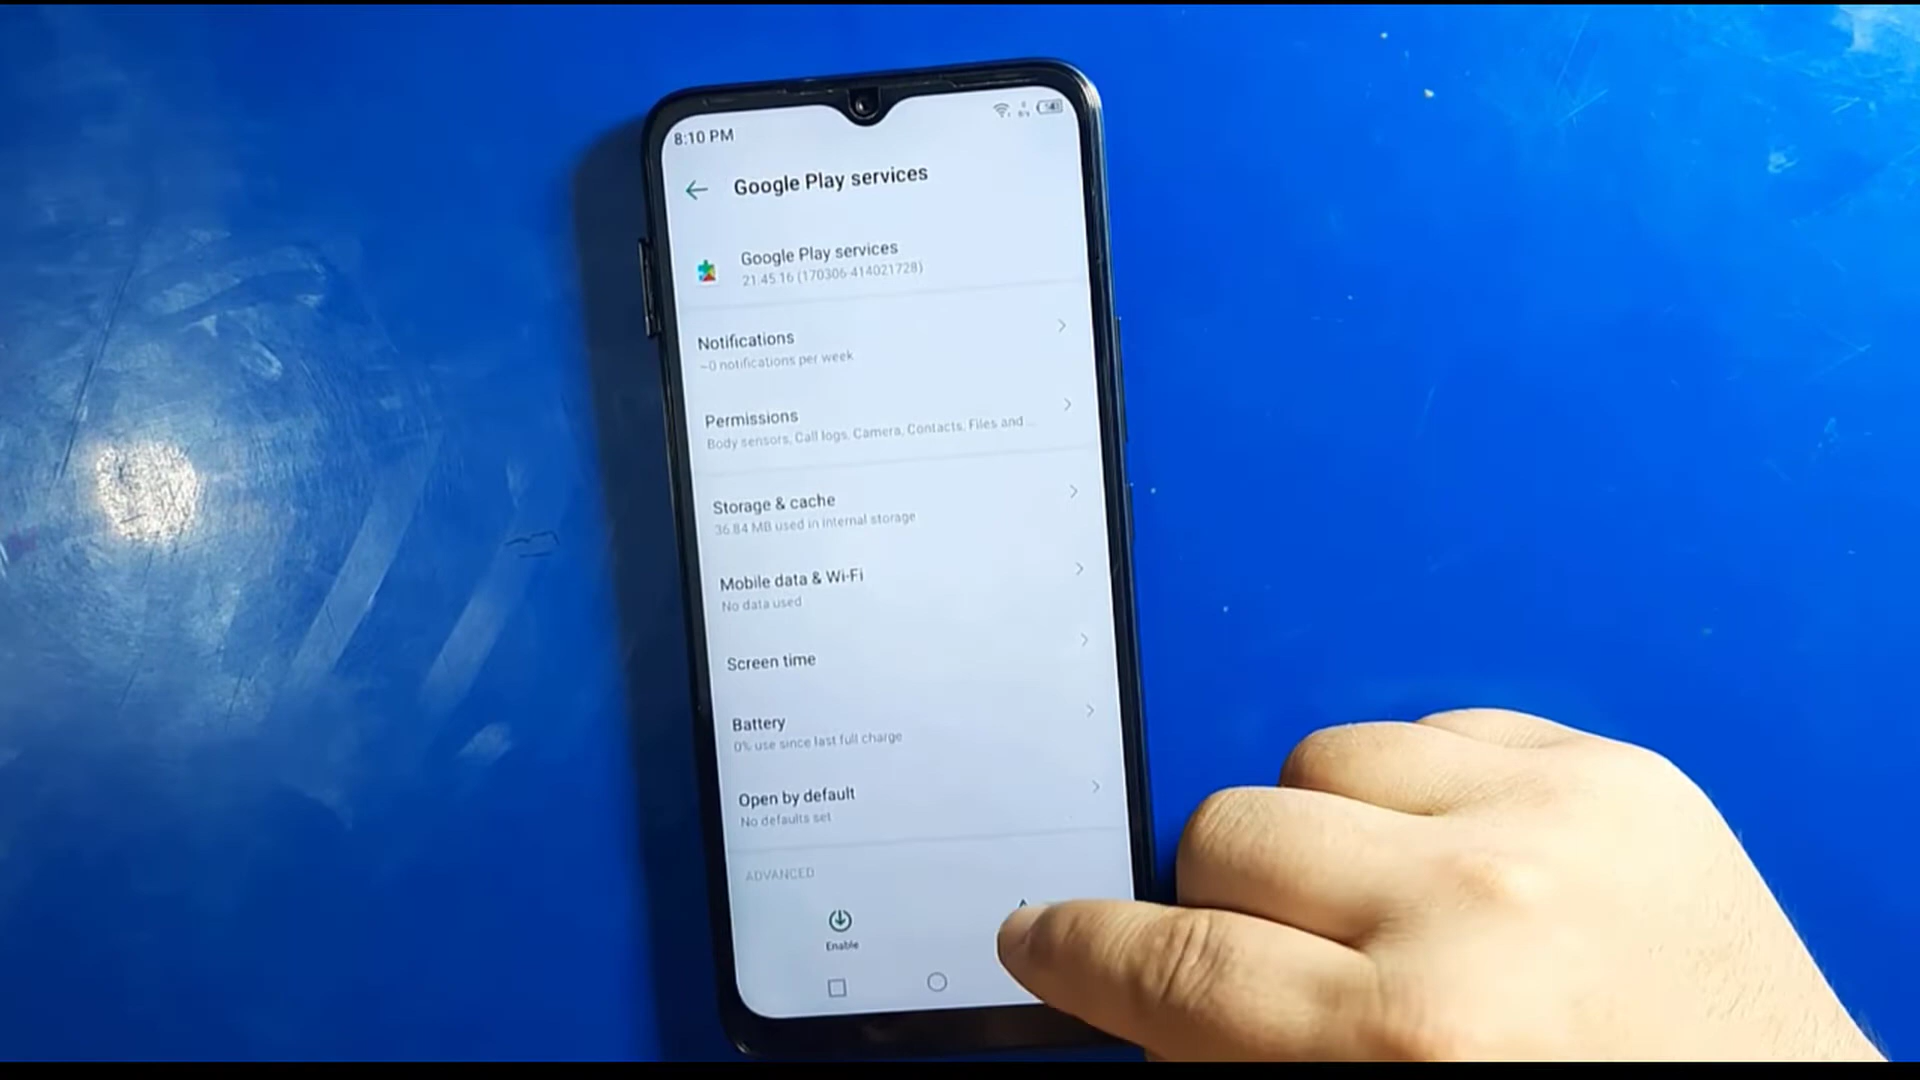 8:10 PM
Google Play services
Google Play services
21.45.16 (170306-414021728)
Notifications
~0 notifications per week
Permissions
Body sensors, Call logs, Camera, Contacts, Files and ...
Storage & cache
36.84 MB used in internal storage
Mobile data & Wi-Fi
No data used
Screen time
Battery
0% use since last full charge
Open by default
No defaults set
ADVANCED
Enable